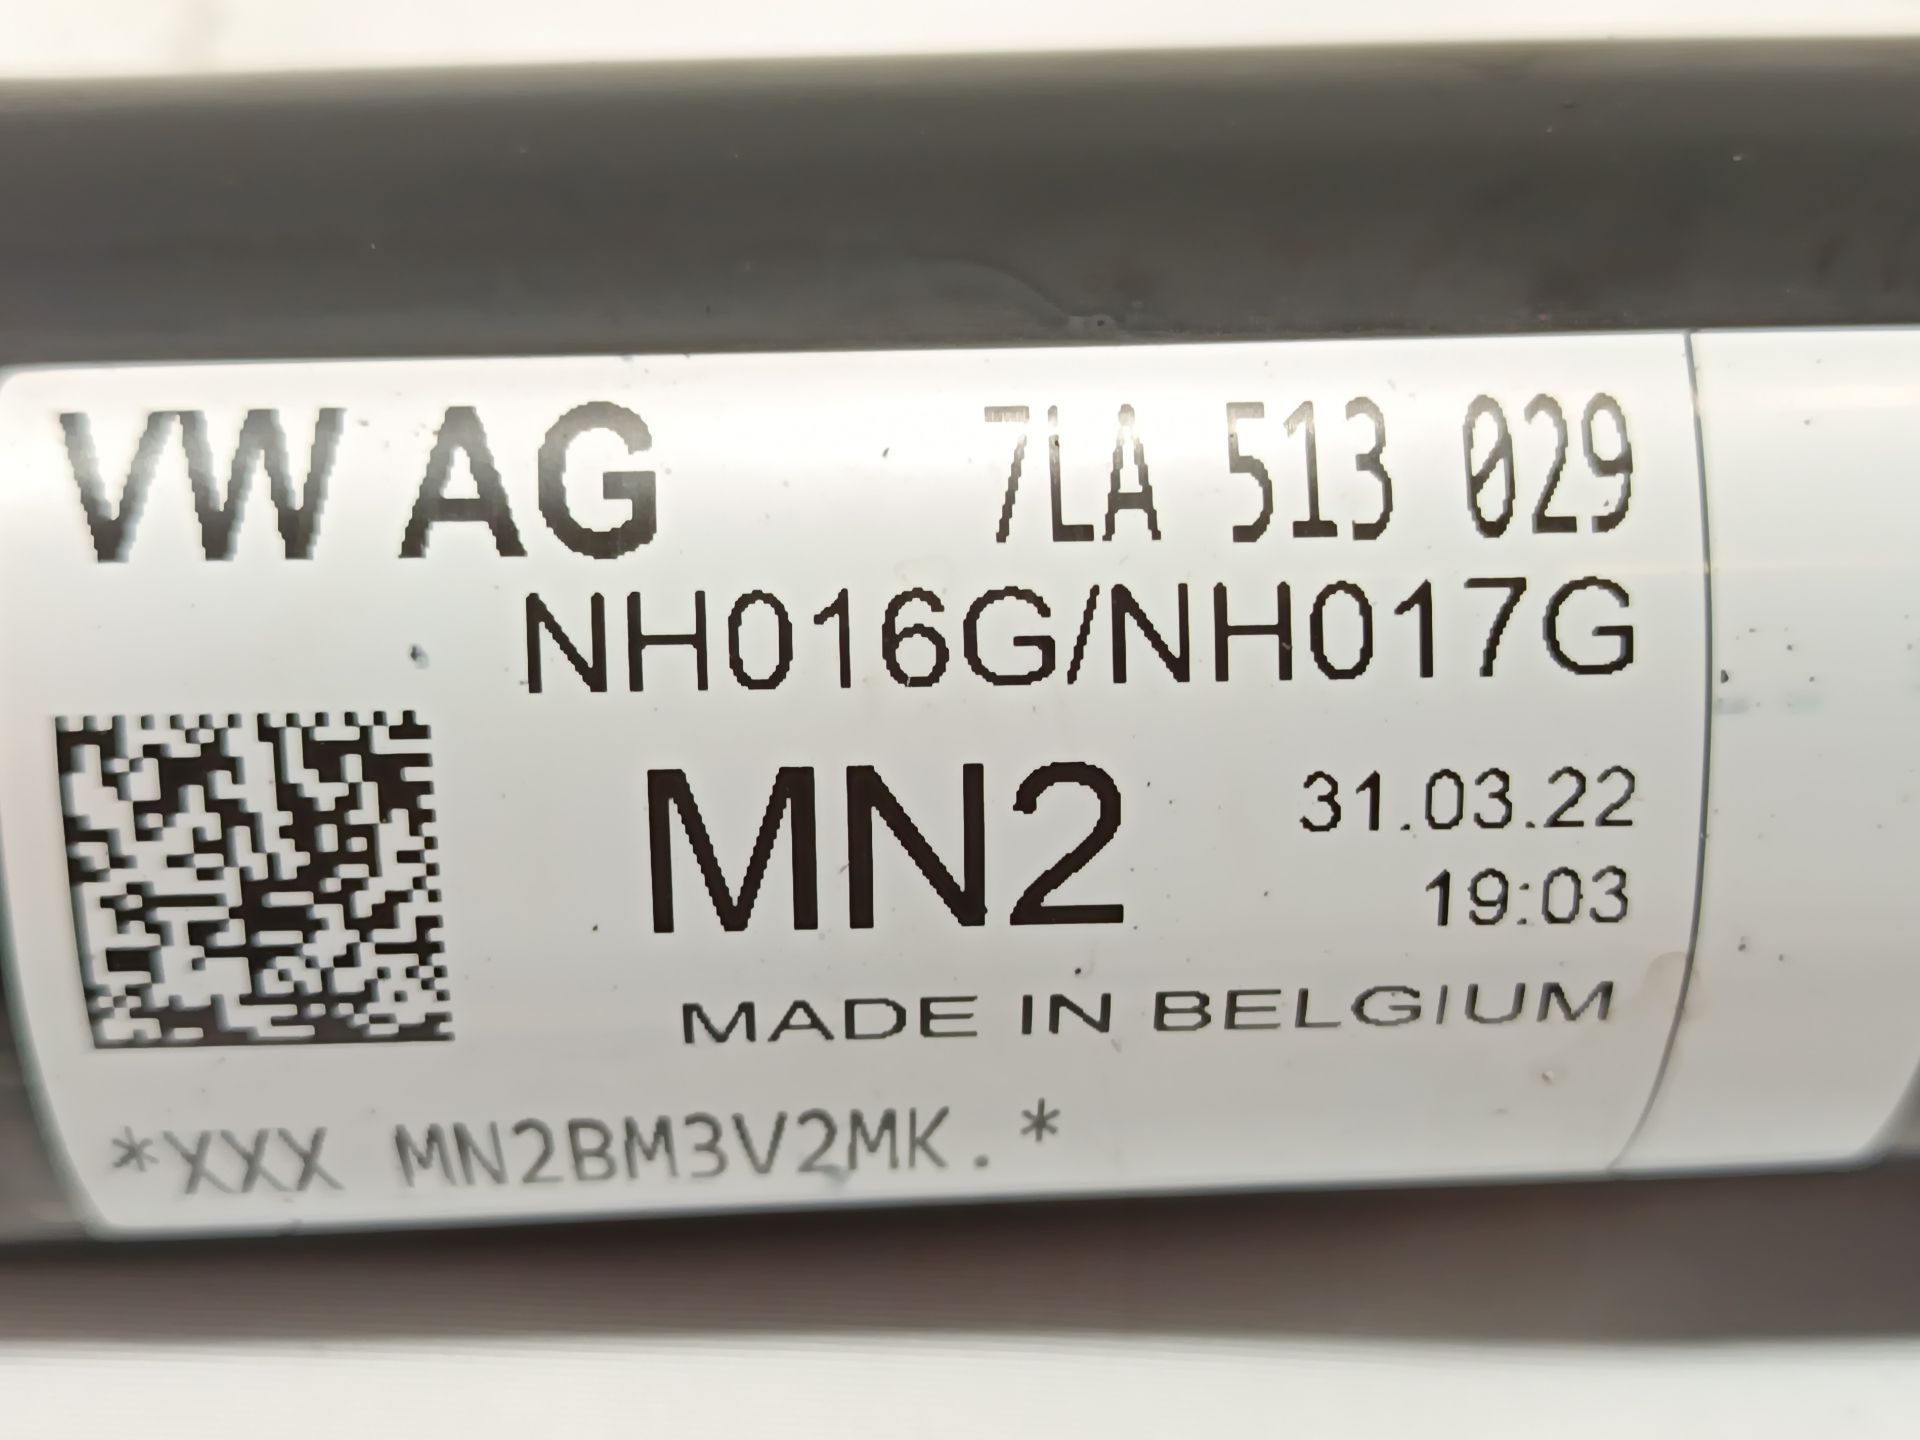 VW AG 7LA 513 029
NH016G/NH017G
MN2 31.03.22
19:03
MADE IN BELGIUM
*XXX MN2BM3V2MK.*